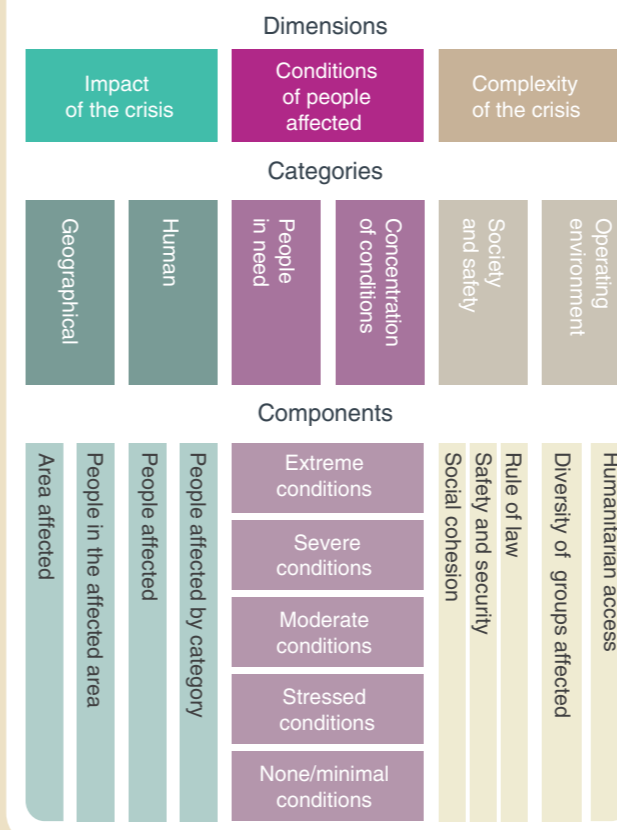 Dimensions
Impact
of the crisis
Conditions
of people
affected
Complexity
of the crisis
Categories
Geographical
Human
People
in need
Concentration
of conditions
Society
and safety
Operating
environment
Components
Area affected
People in the affected area
People affected
People affected by category
Extreme
conditions
Severe
conditions
Moderate
conditions
Stressed
conditions
None/minimal
conditions
Social cohesion
Safety and security
Rule of law
Diversity of groups affected
Humanitarian access